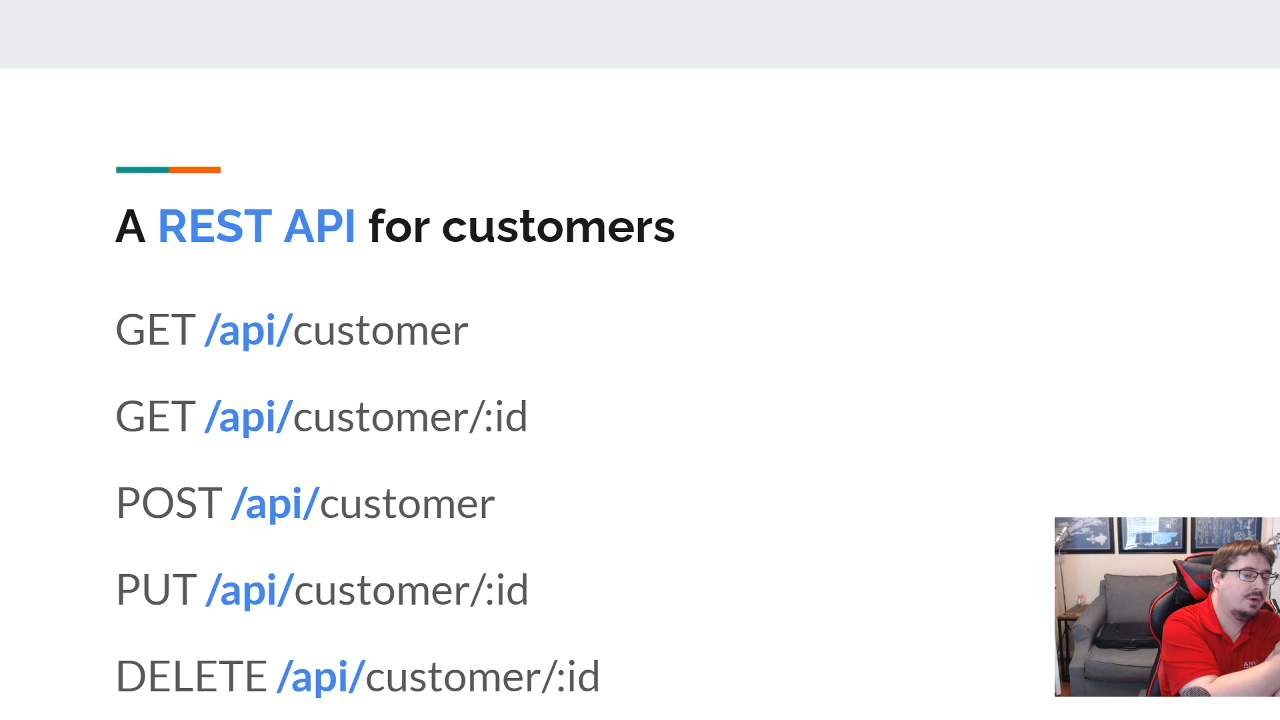 A REST API for customers
GET /api/customer
GET /api/customer/:id
POST /api/customer
PUT /api/customer/:id
DELETE /api/customer/:id